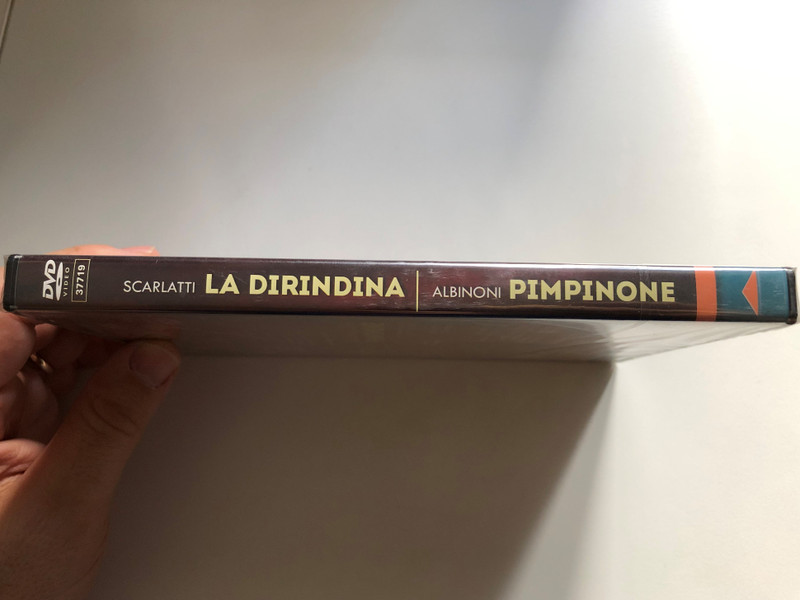 DVD
VIDEO
37719
SCARLATTI LA DIRINDINA | ALBINONI PIMPINONE